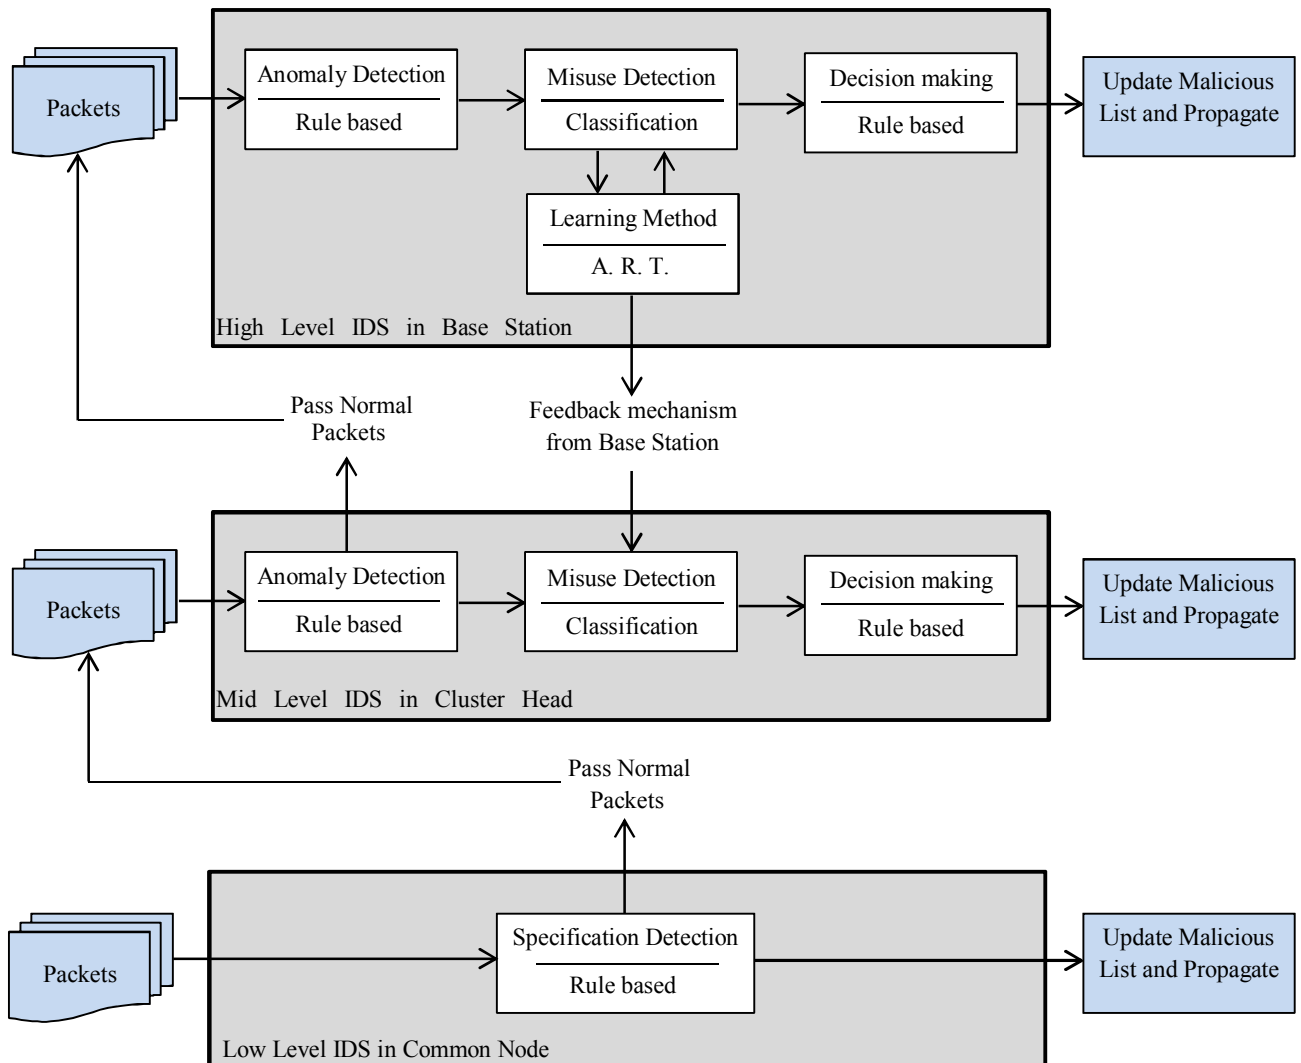 Packets
Anomaly Detection
Rule based
Misuse Detection
Classification
Decision making
Rule based
Update Malicious
List and Propagate
Learning Method
A. R. T.
High Level IDS in Base Station
Pass Normal
Packets
Feedback mechanism
from Base Station
Packets
Anomaly Detection
Rule based
Misuse Detection
Classification
Decision making
Rule based
Update Malicious
List and Propagate
Mid Level IDS in Cluster Head
Pass Normal
Packets
Packets
Specification Detection
Rule based
Update Malicious
List and Propagate
Low Level IDS in Common Node